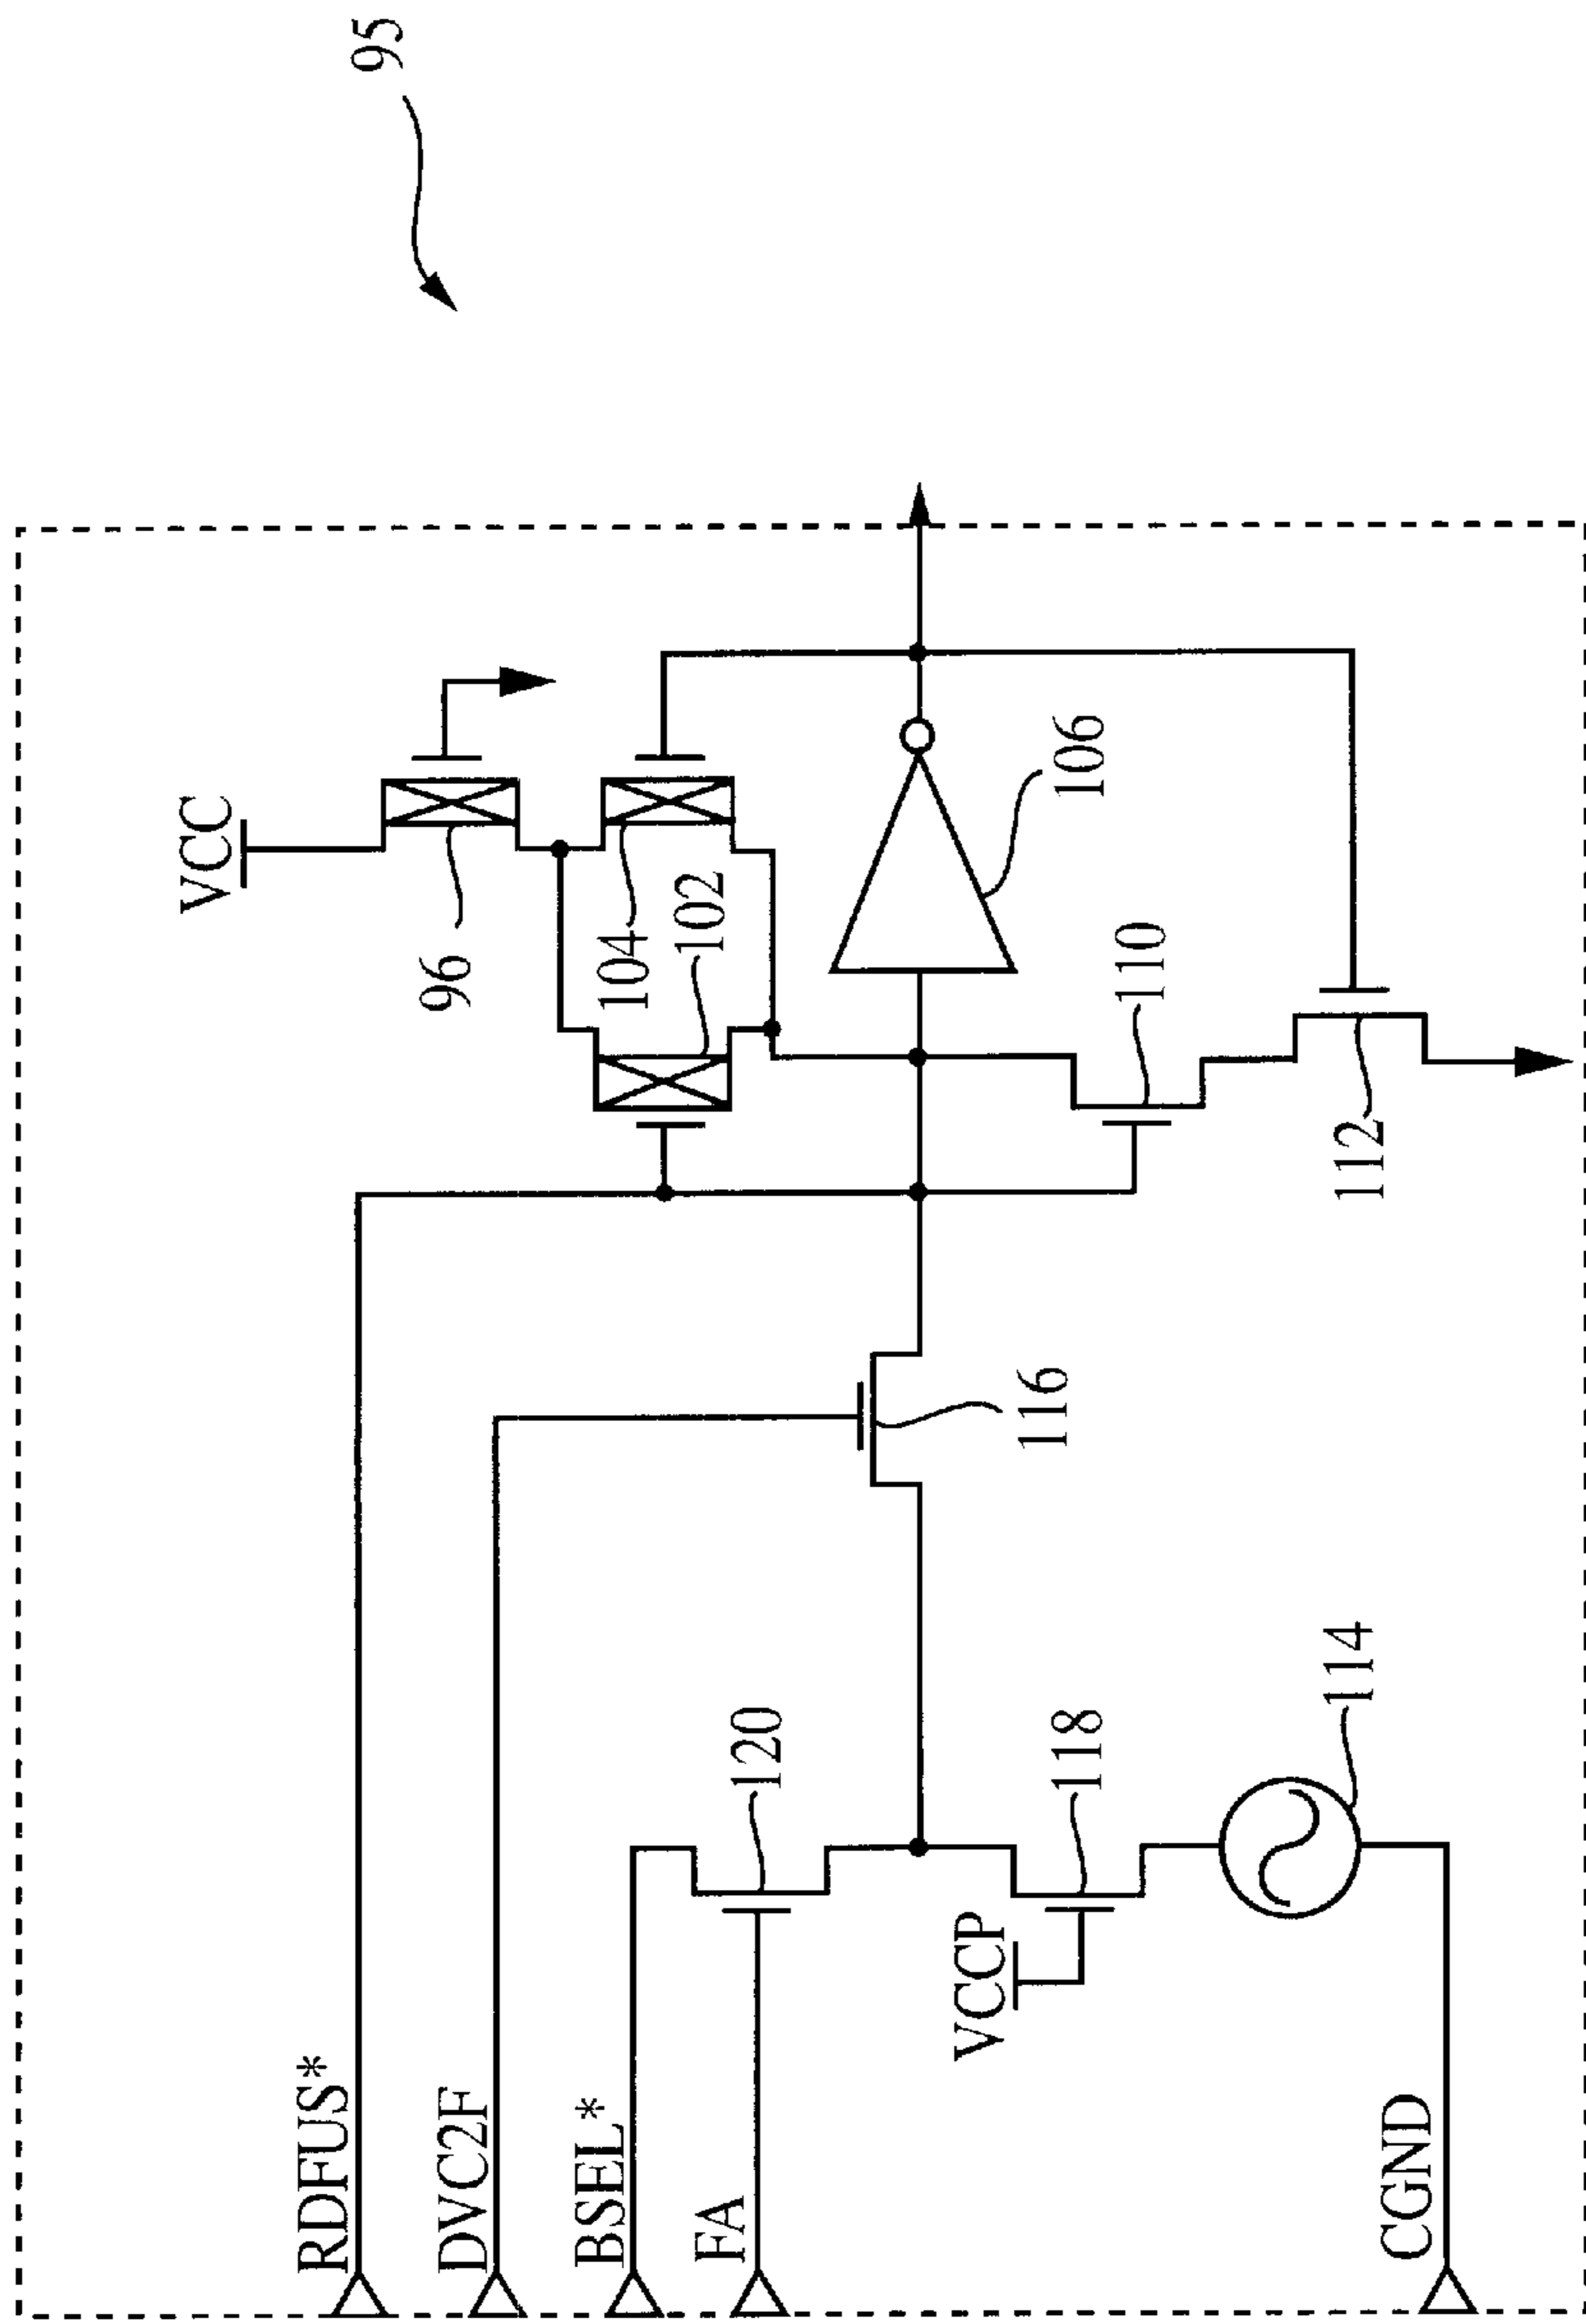 95
VCC
96
104
102
106
110
112
116
120
118
VCCP
114
RDFUS*
DVC2F
BSEL*
FA
CGND